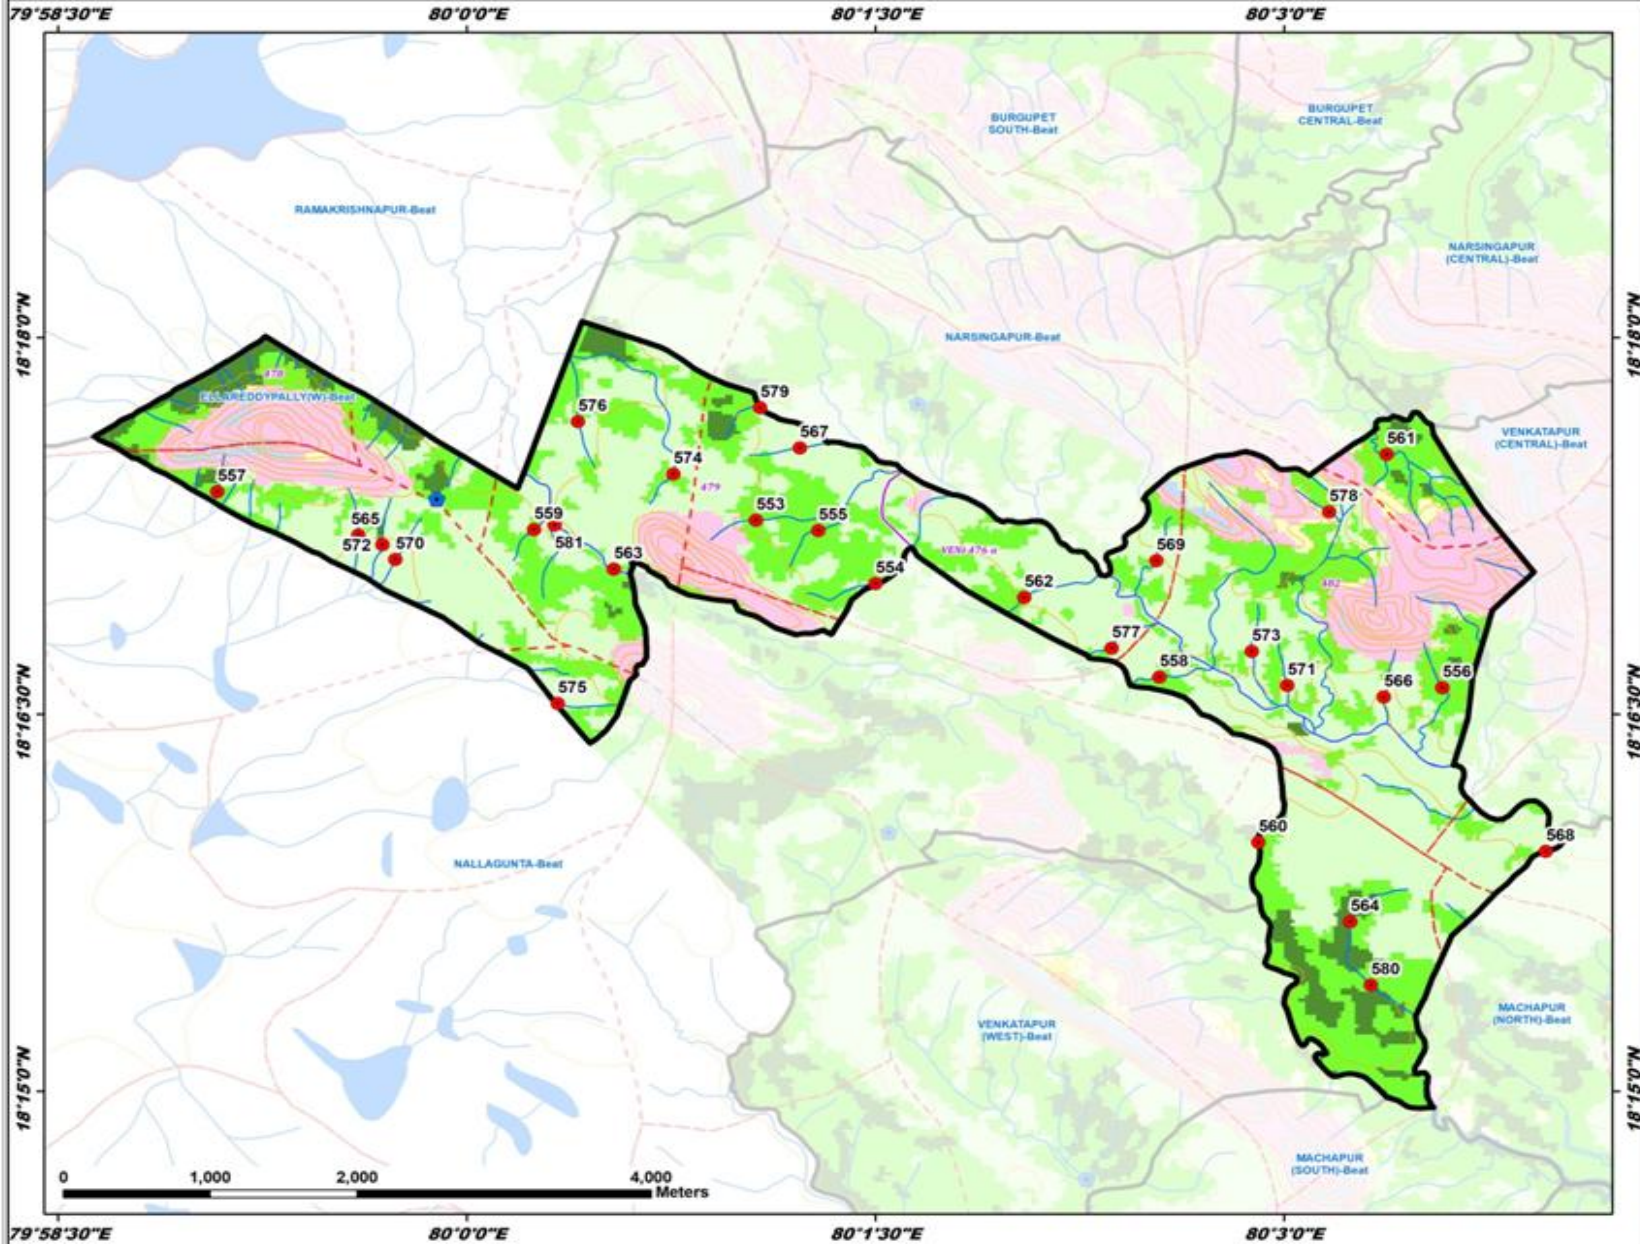 79°58'30"E 80°0'0"E 80°1'30"E 80°3'0"E
BURGUPET
SOUTH-Beat
BURGUPET
CENTRAL-Beat
RAMAKRISHNAPUR-Beat
NARSINGAPUR
(CENTRAL)-Beat
18°18'0"N
18°18'0"N
NARSINGAPUR-Beat
478
ELLAREDDYPALLY(W)-Beat
579
576
567
VENKATAPUR
(CENTRAL)-Beat
561
574
557
479
578
553
555
559
565
581
572
570
563
VENI 476-a
569
554
562
482
577
573
558
571
566
556
575
18°16'30"N
18°16'30"N
560
568
NALLAGUNTA-Beat
564
580
VENKATAPUR
(WEST)-Beat
MACHAPUR
(NORTH)-Beat
18°15'0"N
18°15'0"N
MACHAPUR
(SOUTH)-Beat
0 1,000 2,000 4,000
Meters
79°58'30"E 80°0'0"E 80°1'30"E 80°3'0"E